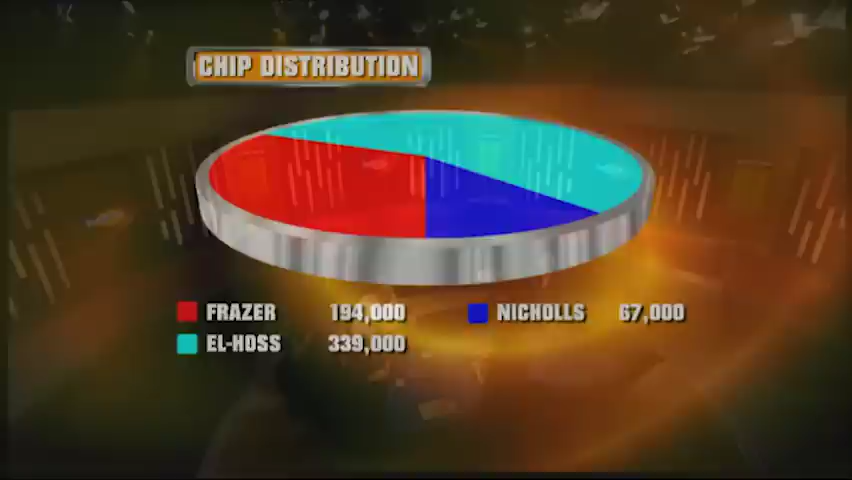 CHIP DISTRIBUTION
FRAZER 194,000 NICHOLLS 67,000
EL-HOSS 339,000